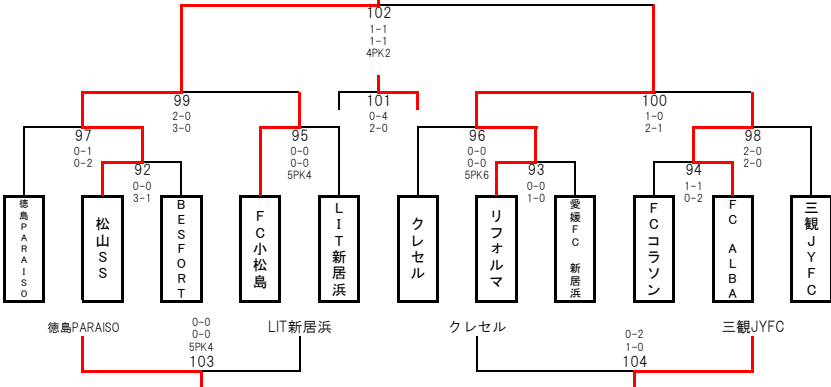 102
1-1
1-1
4PK2
99
2-0
3-0
101
0-4
2-0
100
1-0
2-1
97
0-1
0-2
95
0-0
0-0
5PK4
96
0-0
0-0
5PK6
98
2-0
2-0
92
0-0
3-1
93
0-0
1-0
94
1-1
0-2
徳島PARAISO
松山SS
BESFORT
FC小松島
LIT新居浜
クレセル
リフォルマ
愛媛FC 新居浜
FCコラソン
FC ALBA
三観JYFC
徳島PARAISO
0-0
0-0
5PK4
103
LIT新居浜
クレセル
0-2
1-0
104
三観JYFC